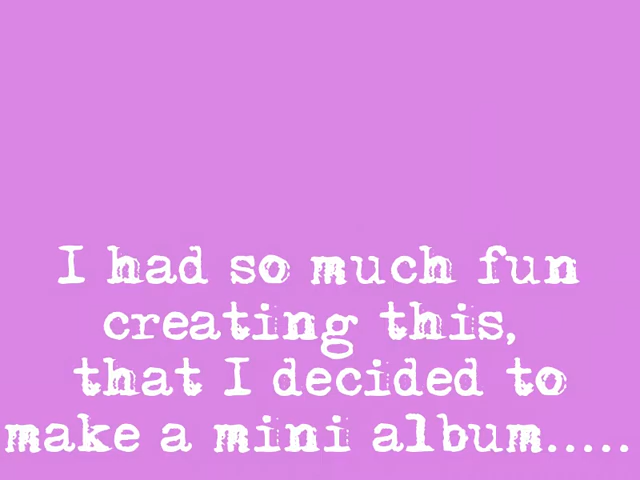 I had so much fun
creating this,
that I decided to
make a mini album.....